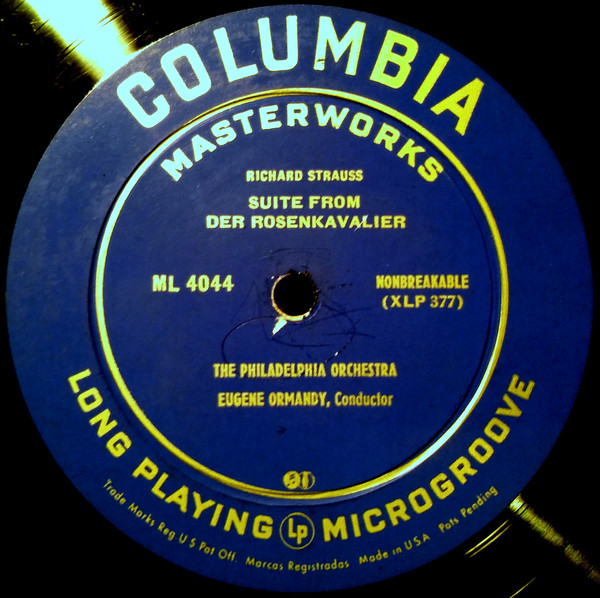 COLUMBIA
MASTERWORKS
RICHARD STRAUSS
SUITE FROM
DER ROSENKAVALIER
ML 4044
NONBREAKABLE
(XLP 377)
THE PHILADELPHIA ORCHESTRA
EUGENE ORMANDY, Conductor
LONG PLAYING LP MICROGROOVE
Trade Marks Reg U S Pat Off. Marcas Registradas Made in U.S.A Pats Pending